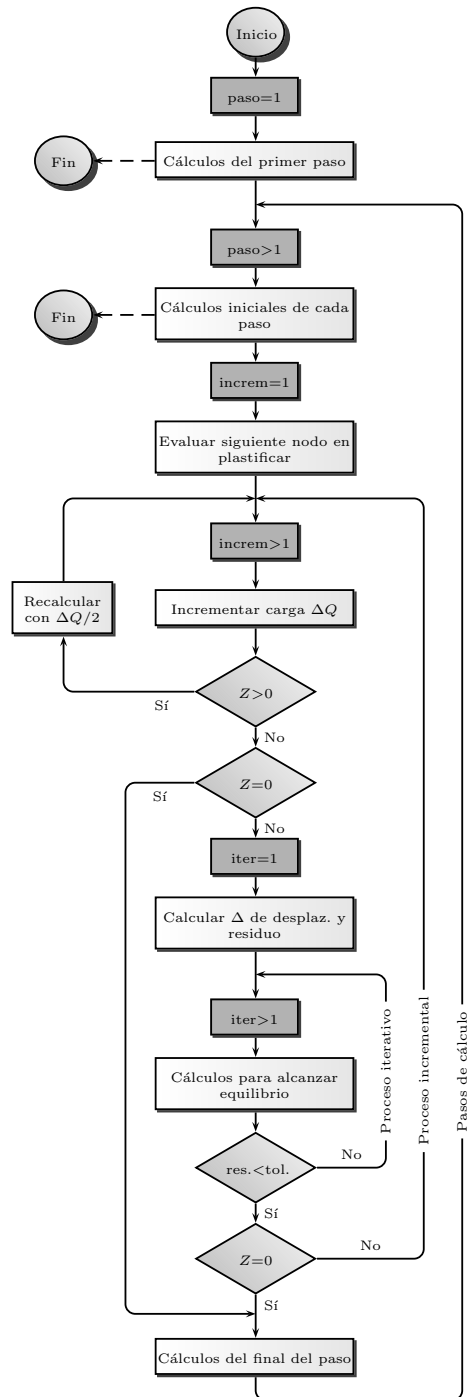 Inicio
paso=1
Fin
Cálculos del primer paso
paso>1
Fin
Cálculos iniciales de cada
paso
increm=1
Evaluar siguiente nodo en
plastificar
increm>1
Recalcular
con ΔQ/2
Incrementar carga ΔQ
Z>0
Sí
No
Z=0
Sí
No
iter=1
Calcular Δ de desplaz. y
residuo
iter>1
Proceso iterativo
Proceso incremental
Pasos de cálculo
Cálculos para alcanzar
equilibrio
res.<tol.
No
Sí
Z=0
No
Sí
Cálculos del final del paso